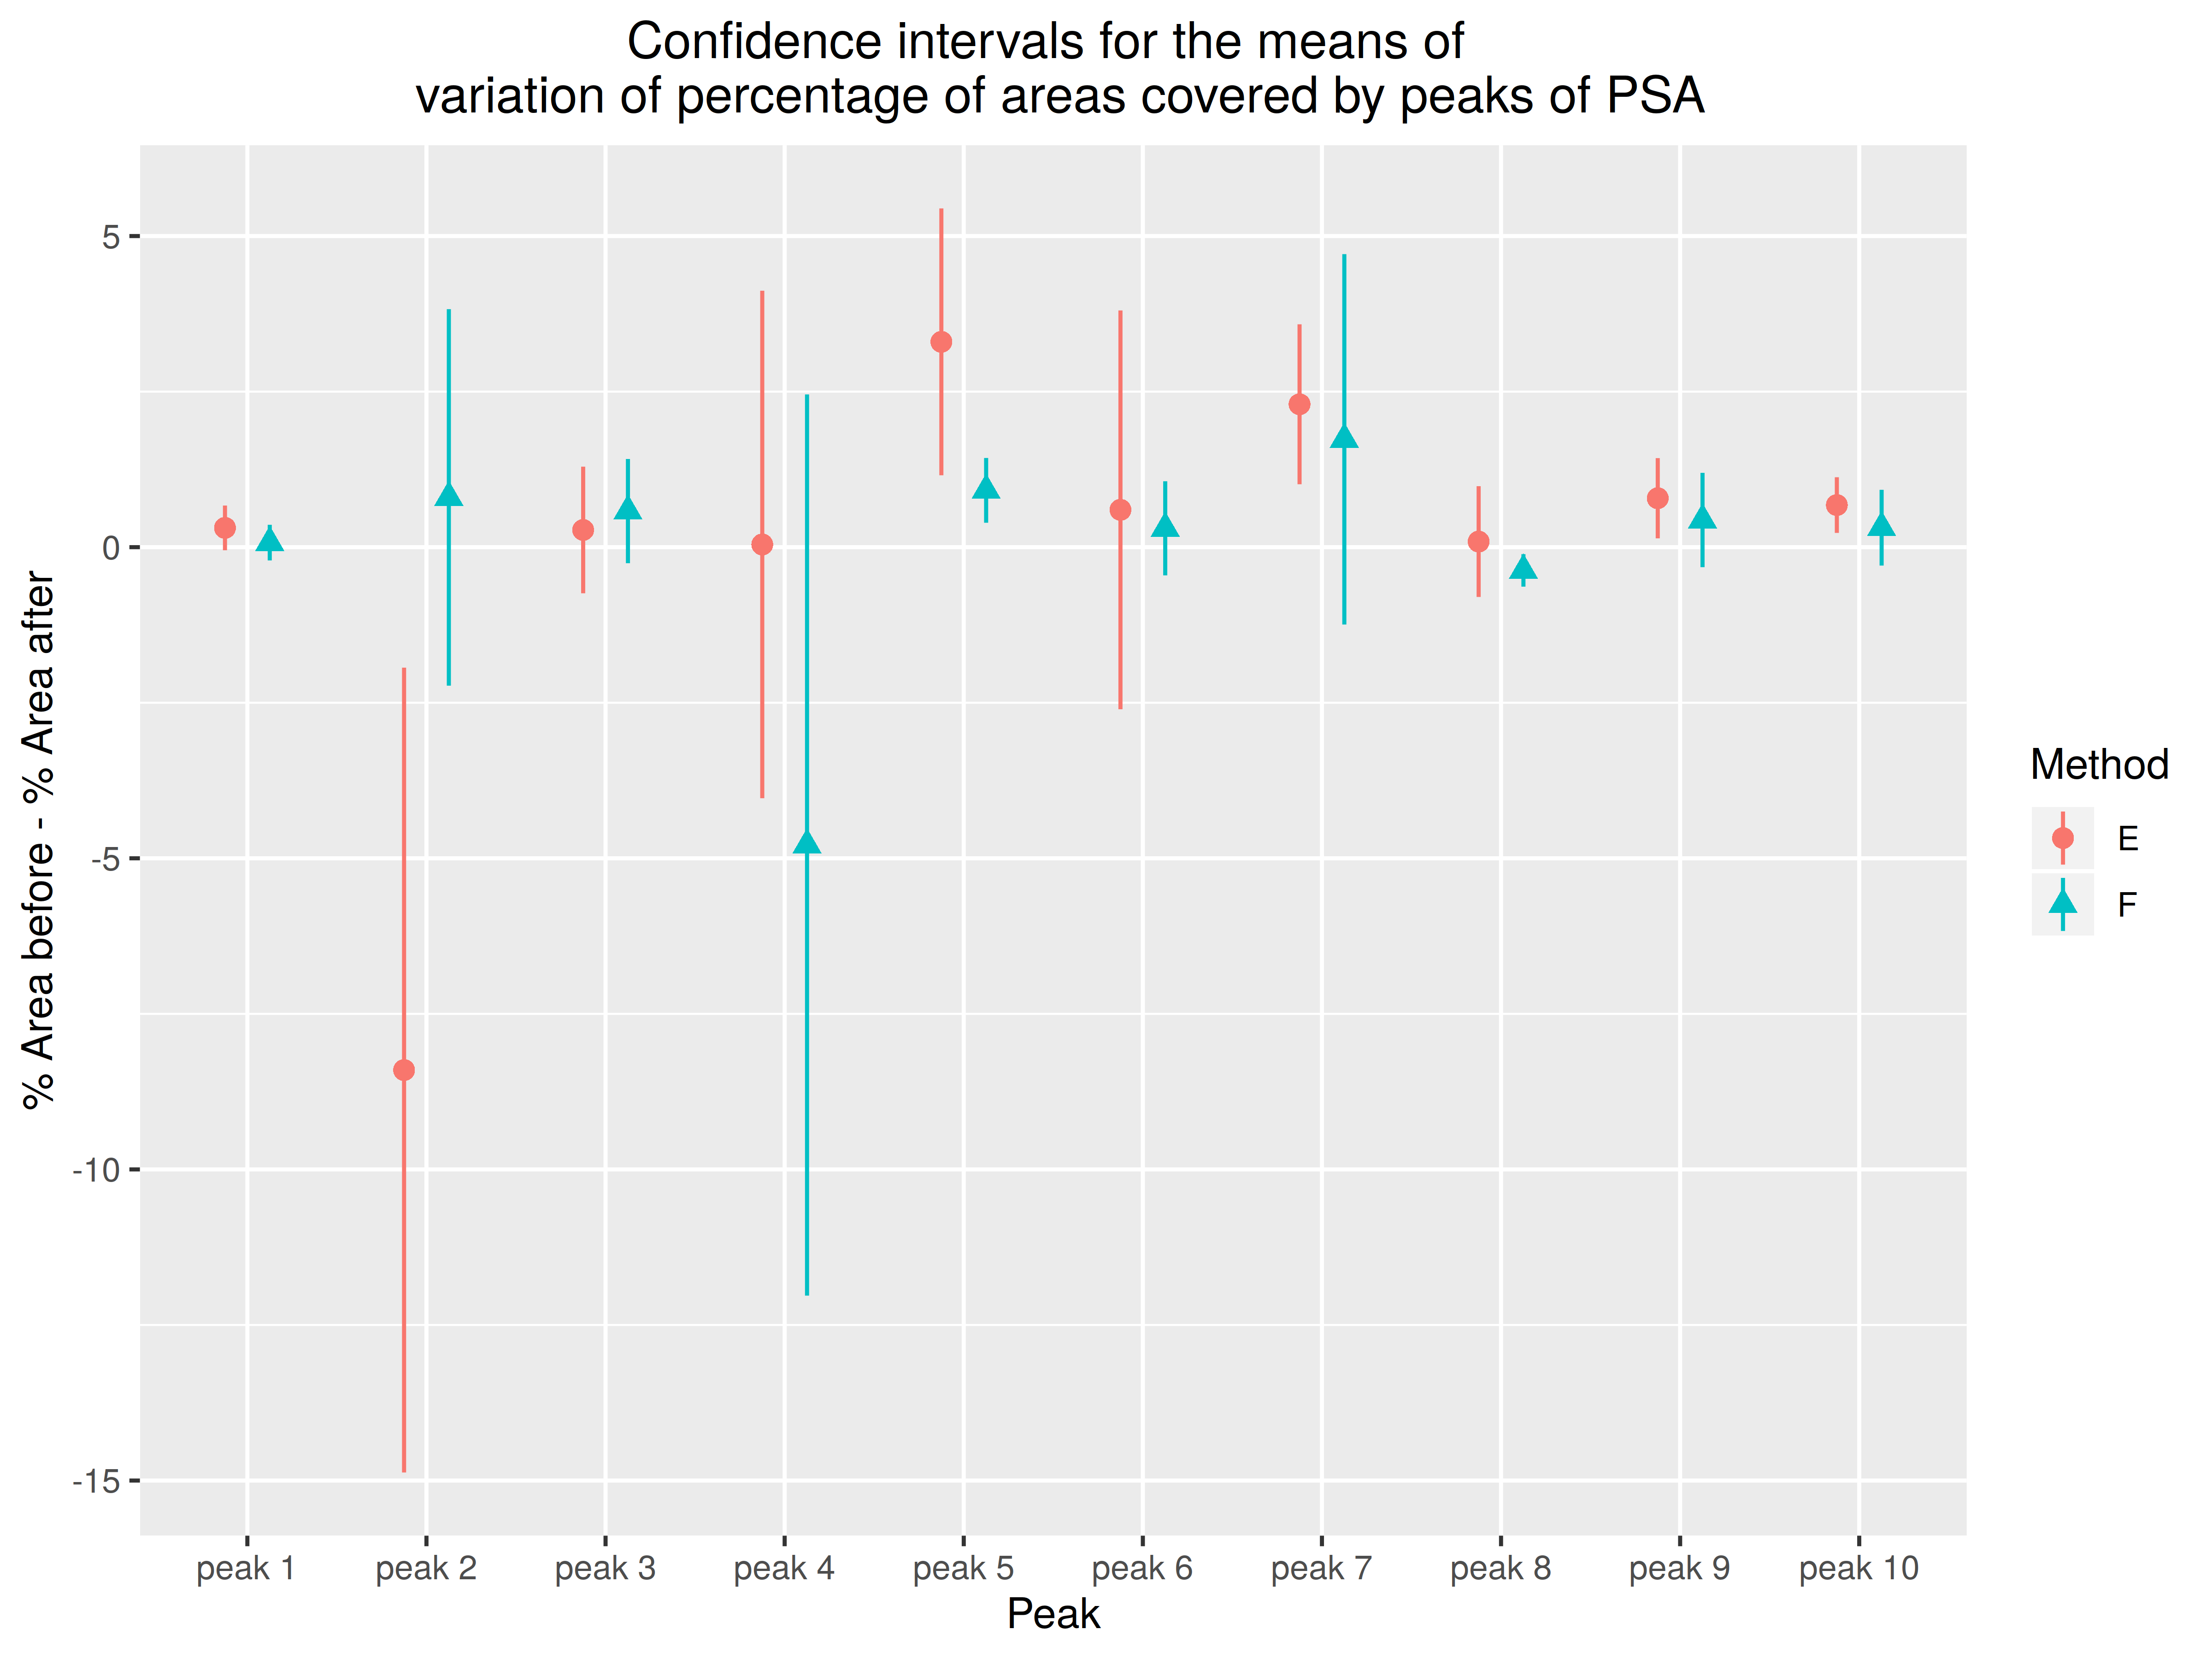 Confidence intervals for the means of
variation of percentage of areas covered by peaks of PSA
% Area before - % Area after
5
0
-5
-10
-15
peak 1 peak 2 peak 3 peak 4 peak 5 peak 6 peak 7 peak 8 peak 9 peak 10
Peak
Method
E
F